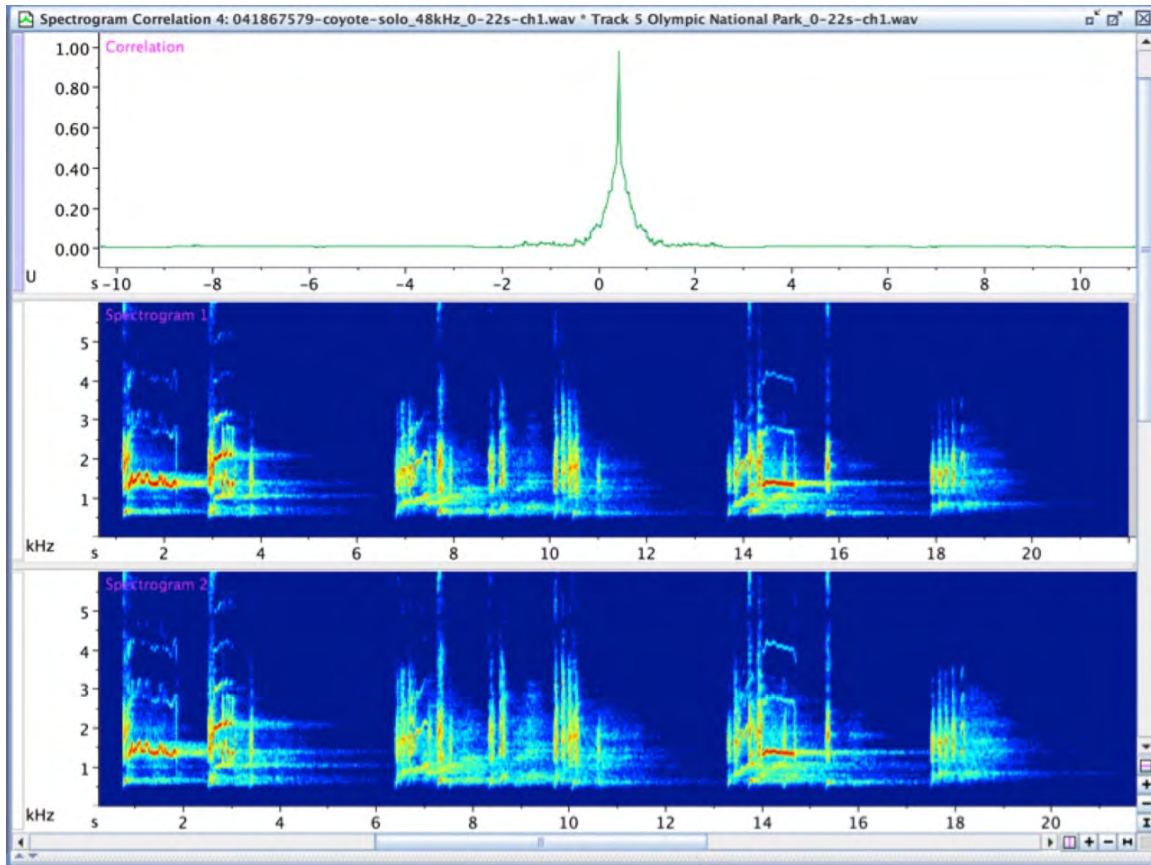 Spectrogram Correlation 4: 041867579-coyote-solo_48kHz_0-22s-ch1.wav * Track 5 Olympic National Park_0-22s-ch1.wav
Correlation
1.00
0.80
0.60
0.40
0.20
0.00
U
s -10 -8 -6 -4 -2 0 2 4 6 8 10
Spectrogram 1
5
4
3
2
1
kHz
s 2 4 6 8 10 12 14 16 18 20
Spectrogram 2
5
4
3
2
1
kHz
s 2 4 6 8 10 12 14 16 18 20